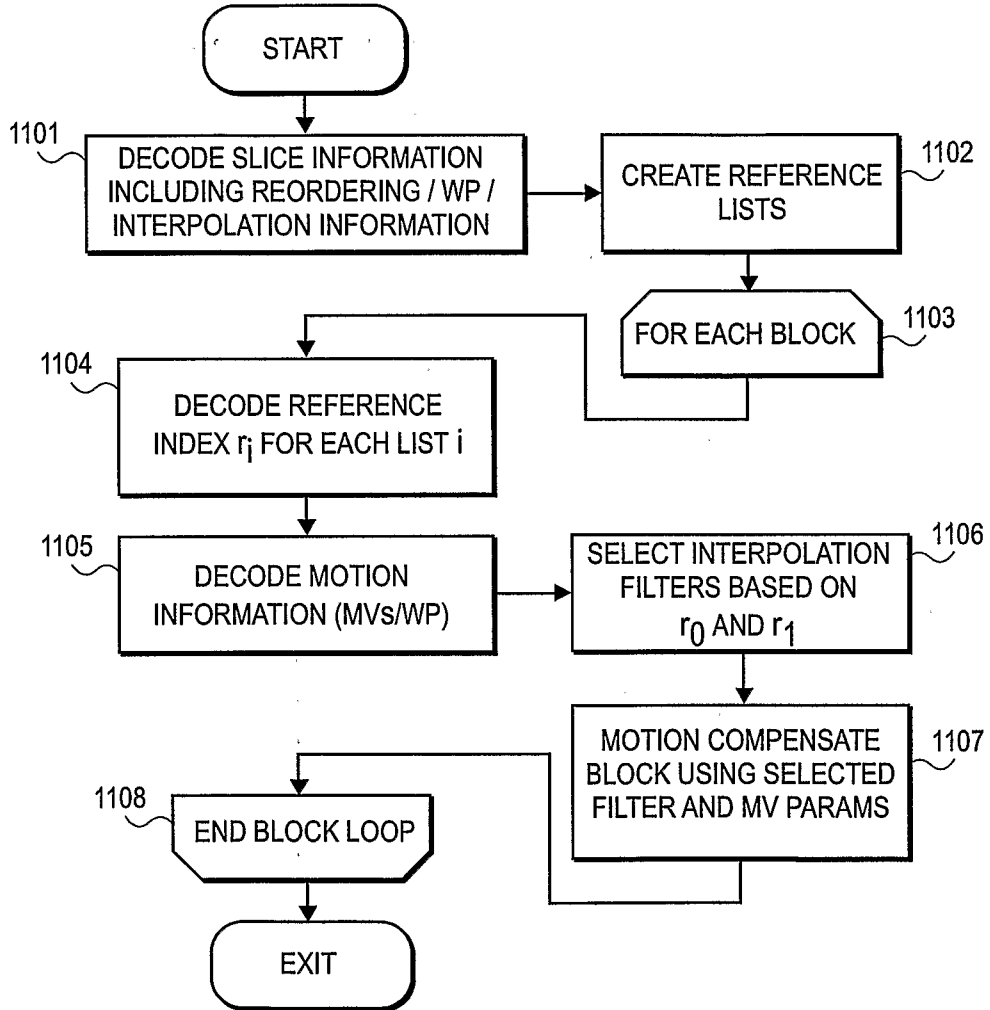 START
1101
DECODE SLICE INFORMATION
INCLUDING REORDERING / WP /
INTERPOLATION INFORMATION
1102
CREATE REFERENCE
LISTS
FOR EACH BLOCK
1103
1104
DECODE REFERENCE
INDEX ri FOR EACH LIST i
1105
DECODE MOTION
INFORMATION (MVs/WP)
1106
SELECT INTERPOLATION
FILTERS BASED ON
r0 AND r1
1107
MOTION COMPENSATE
BLOCK USING SELECTED
FILTER AND MV PARAMS
1108
END BLOCK LOOP
EXIT